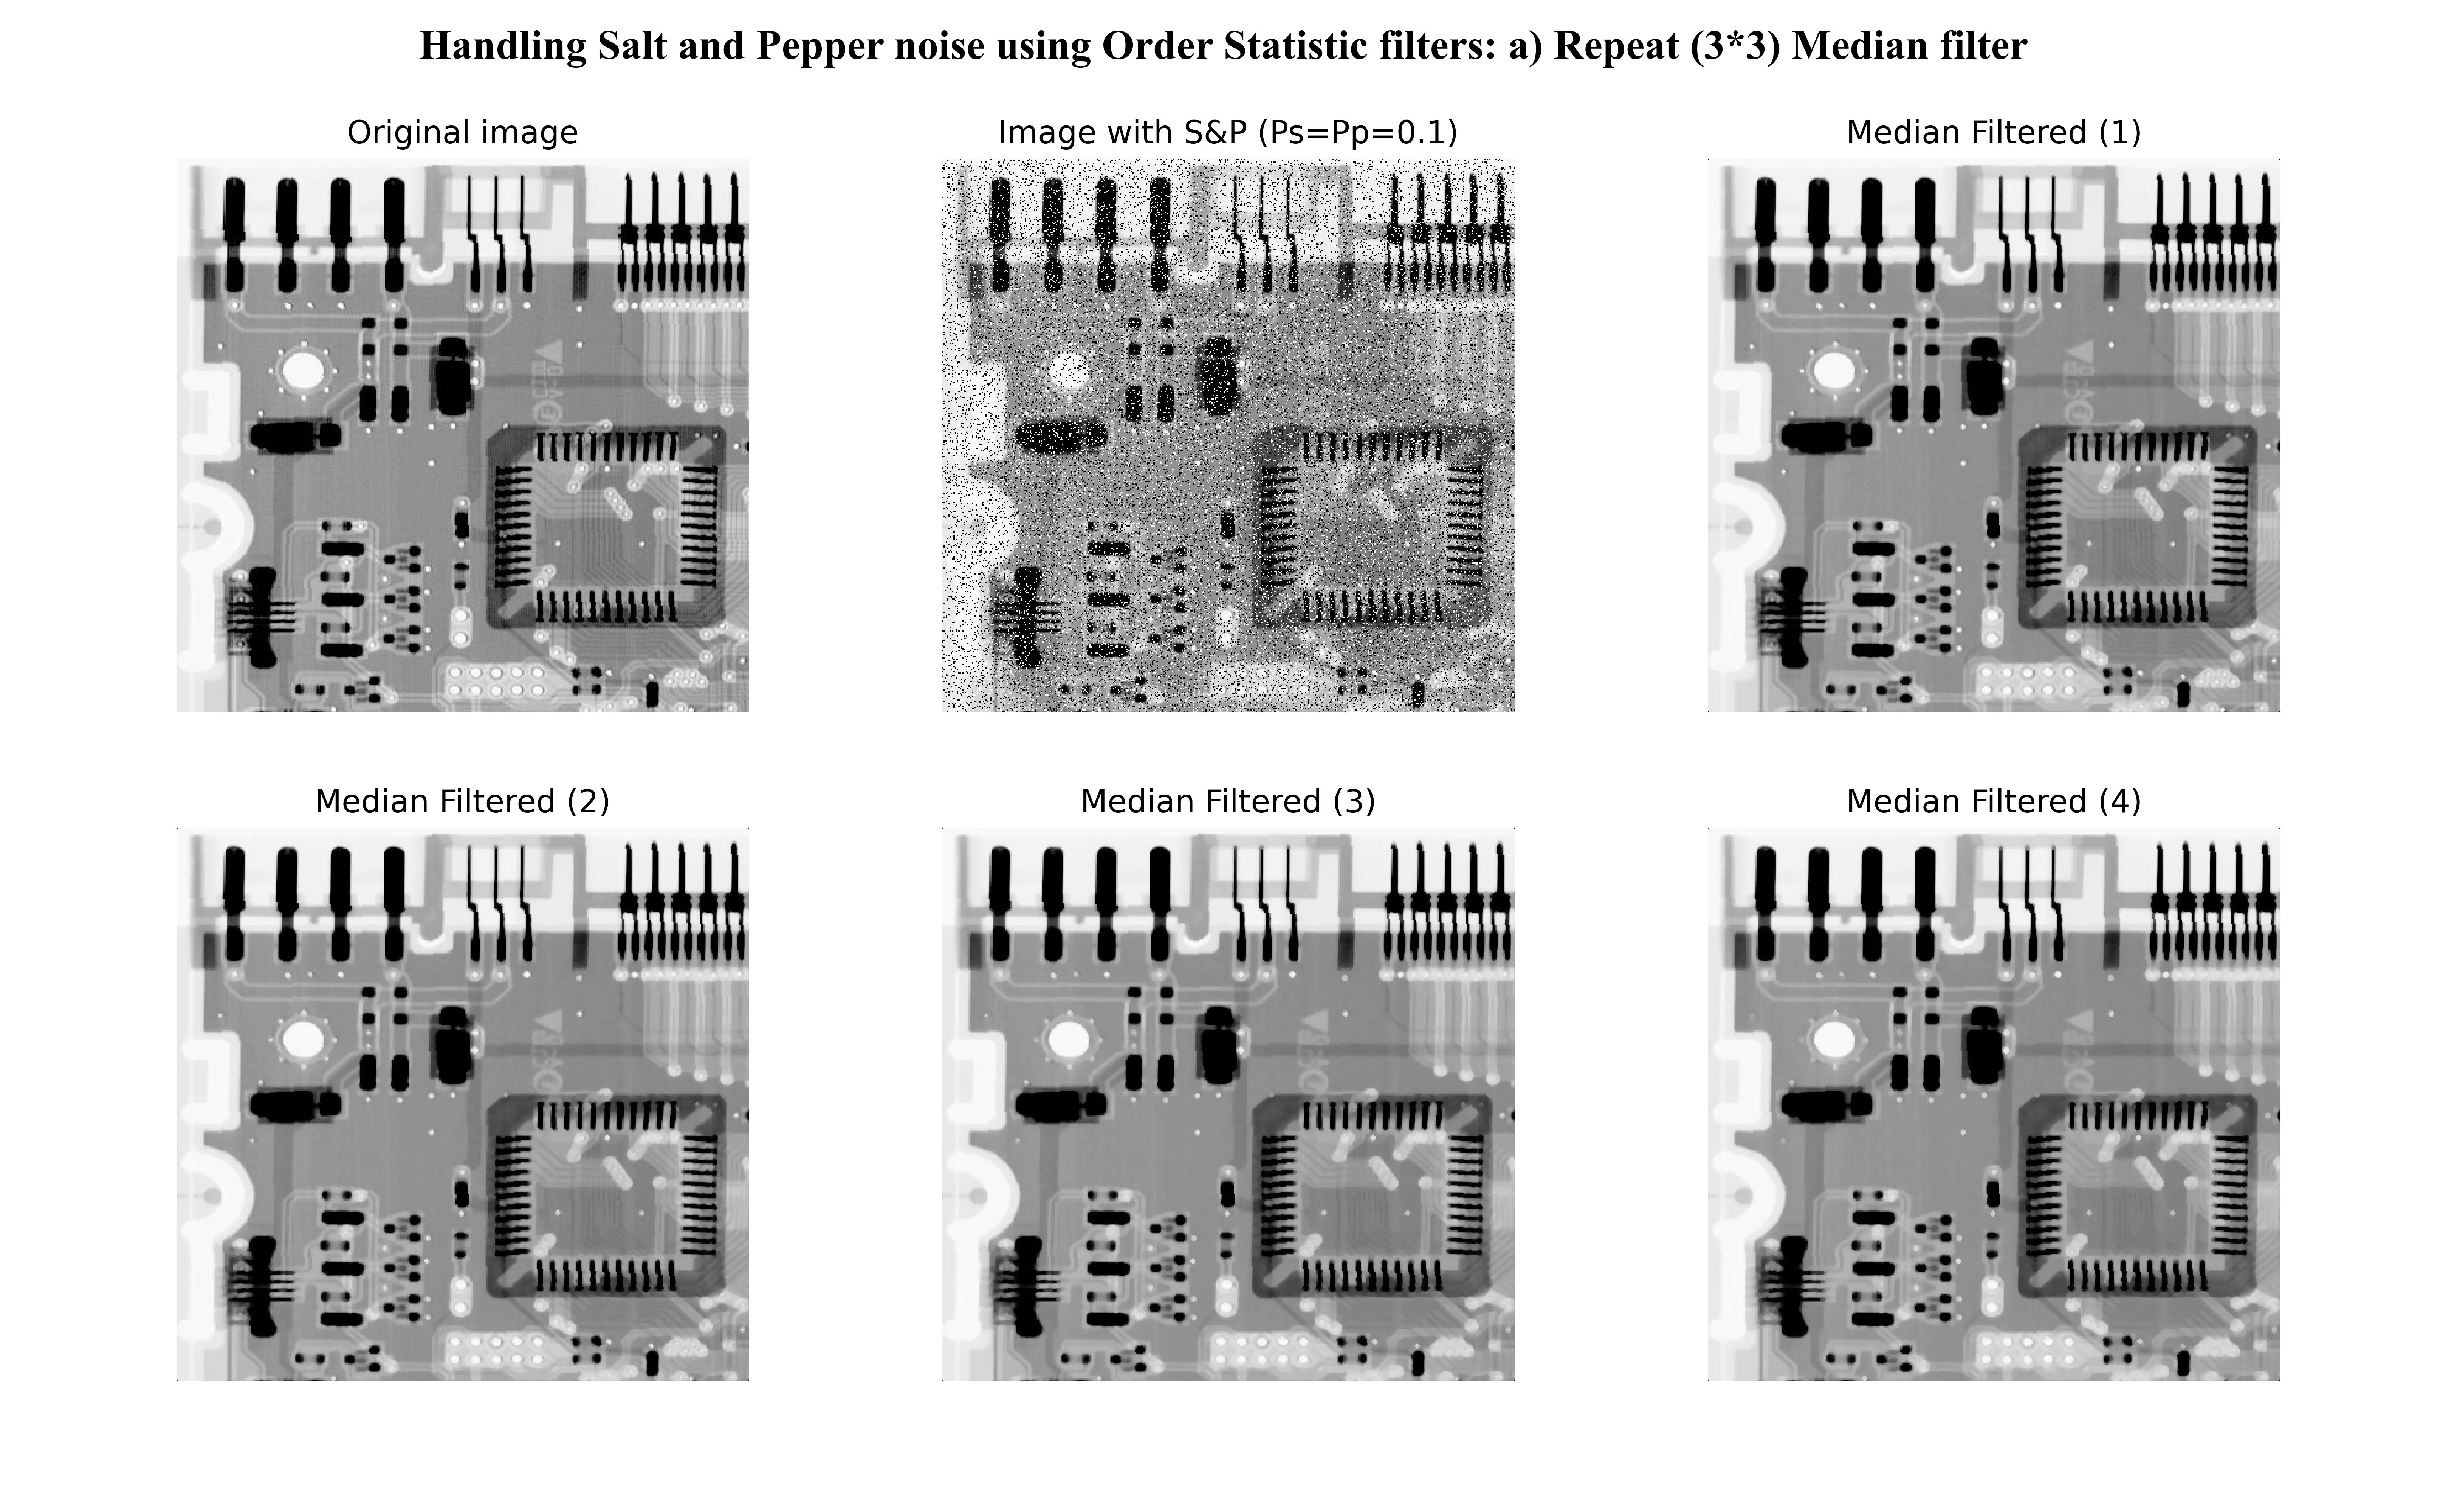 Handling Salt and Pepper noise using Order Statistic filters: a) Repeat (3*3) Median filter
Original image
Image with S&P (Ps=Pp=0.1)
Median Filtered (1)
Median Filtered (2)
Median Filtered (3)
Median Filtered (4)